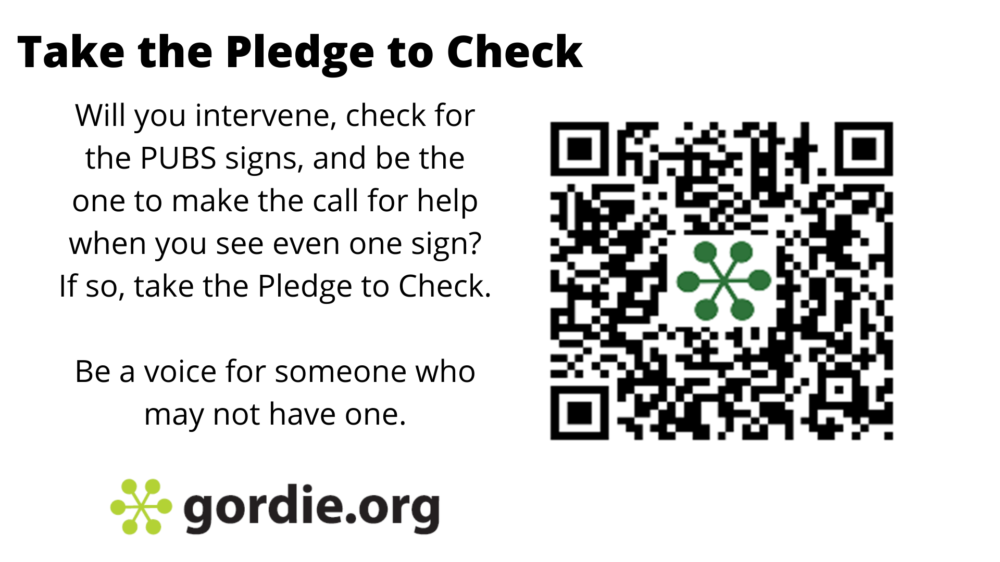 Take the Pledge to Check
Will you intervene, check for
the PUBS signs, and be the
one to make the call for help
when you see even one sign?
If so, take the Pledge to Check.
Be a voice for someone who
may not have one.
gordie.org